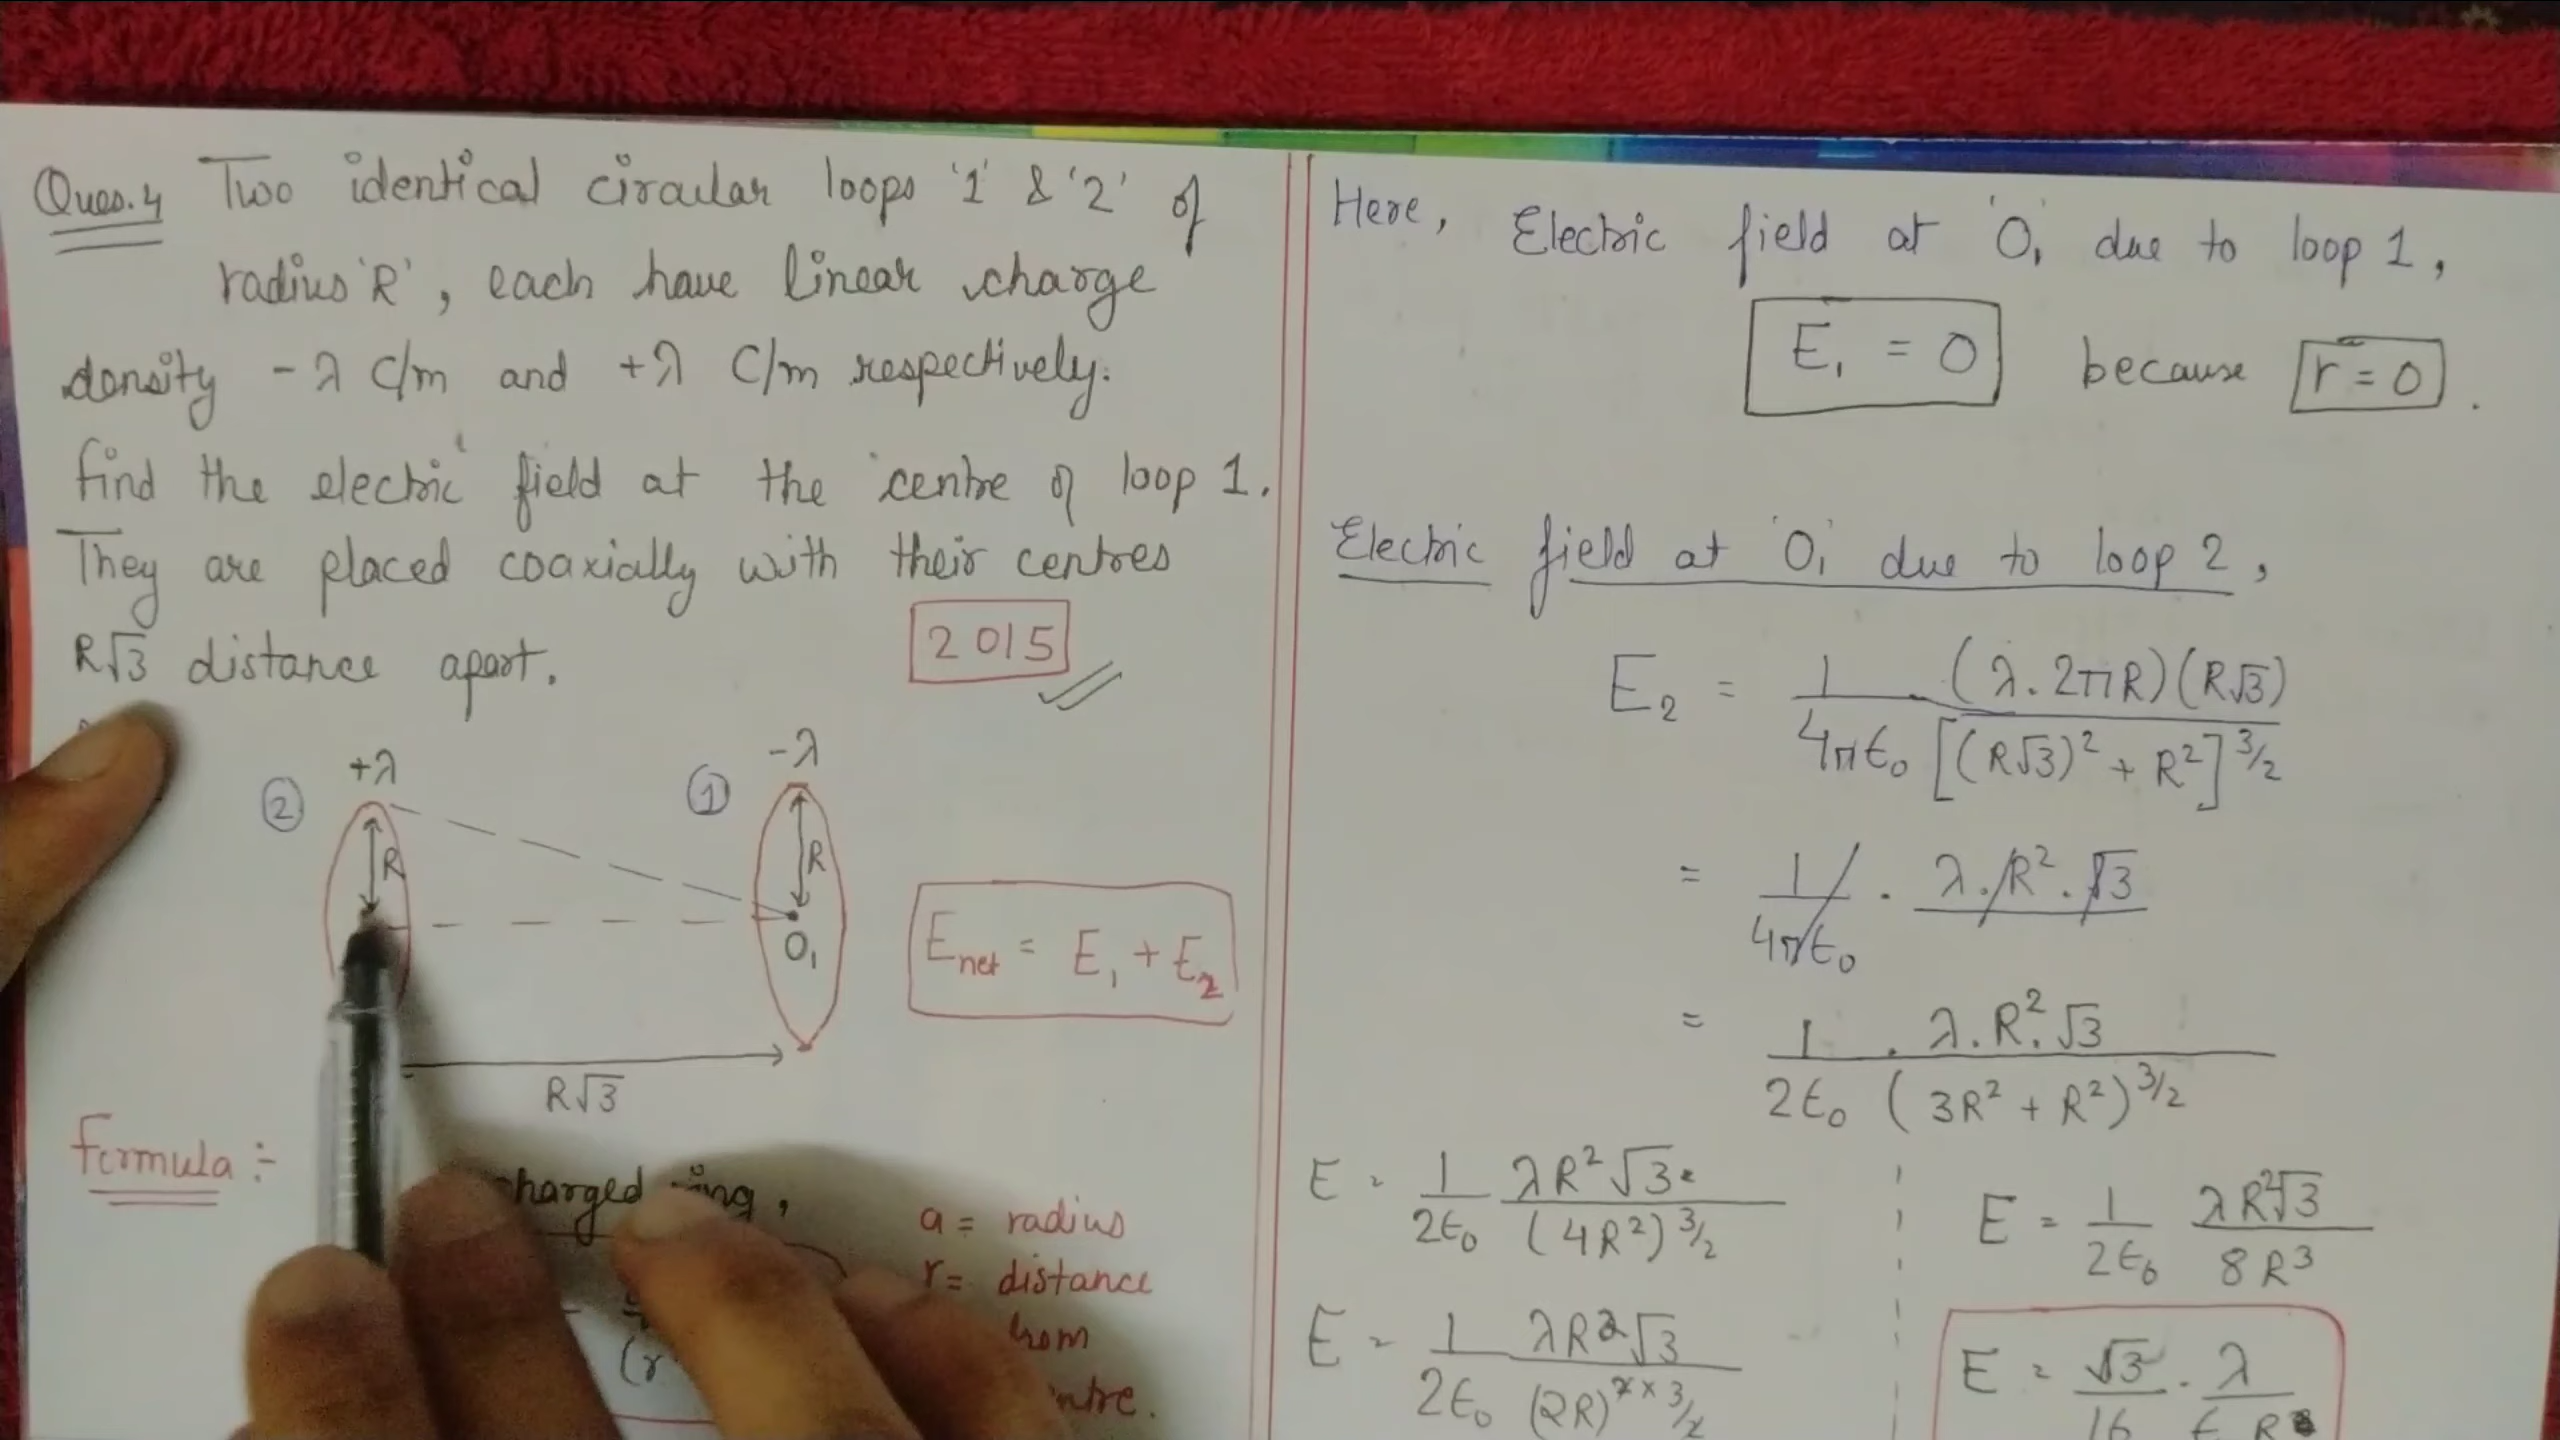 Ques.4 Two identical circular loops '1' & '2' of
radius 'R', each have linear charge
density -λ C/m and +λ C/m respectively.
find the electric field at the centre of loop 1.
They are placed coaxially with their centres
R√3 distance apart.
2015
+λ
-λ
② ①
R R
O₁
E_net = E₁ + E₂
R√3
Formula :-
charged ring,
a = radius
r = distance
from
centre.
(r
Here, Electric field at 'O₁' due to loop 1,
E₁ = 0 because r = 0.
Electric field at 'O₁' due to loop 2,
E₂ = 1/4πε₀ (λ. 2πR)(R√3)/[(R√3)² + R²]^3/2
= 1/4πε₀ . λ.R².√3
= 1/2ε₀ . λ.R².√3/(3R² + R²)^3/2
E = 1/2ε₀ λR²√3/(4R²)^3/2
E = 1/2ε₀ λR²√3/(2R)^2×3/2
E = 1/2ε₀ λR²√3/8R³
E = √3/16 . λ/ε₀R